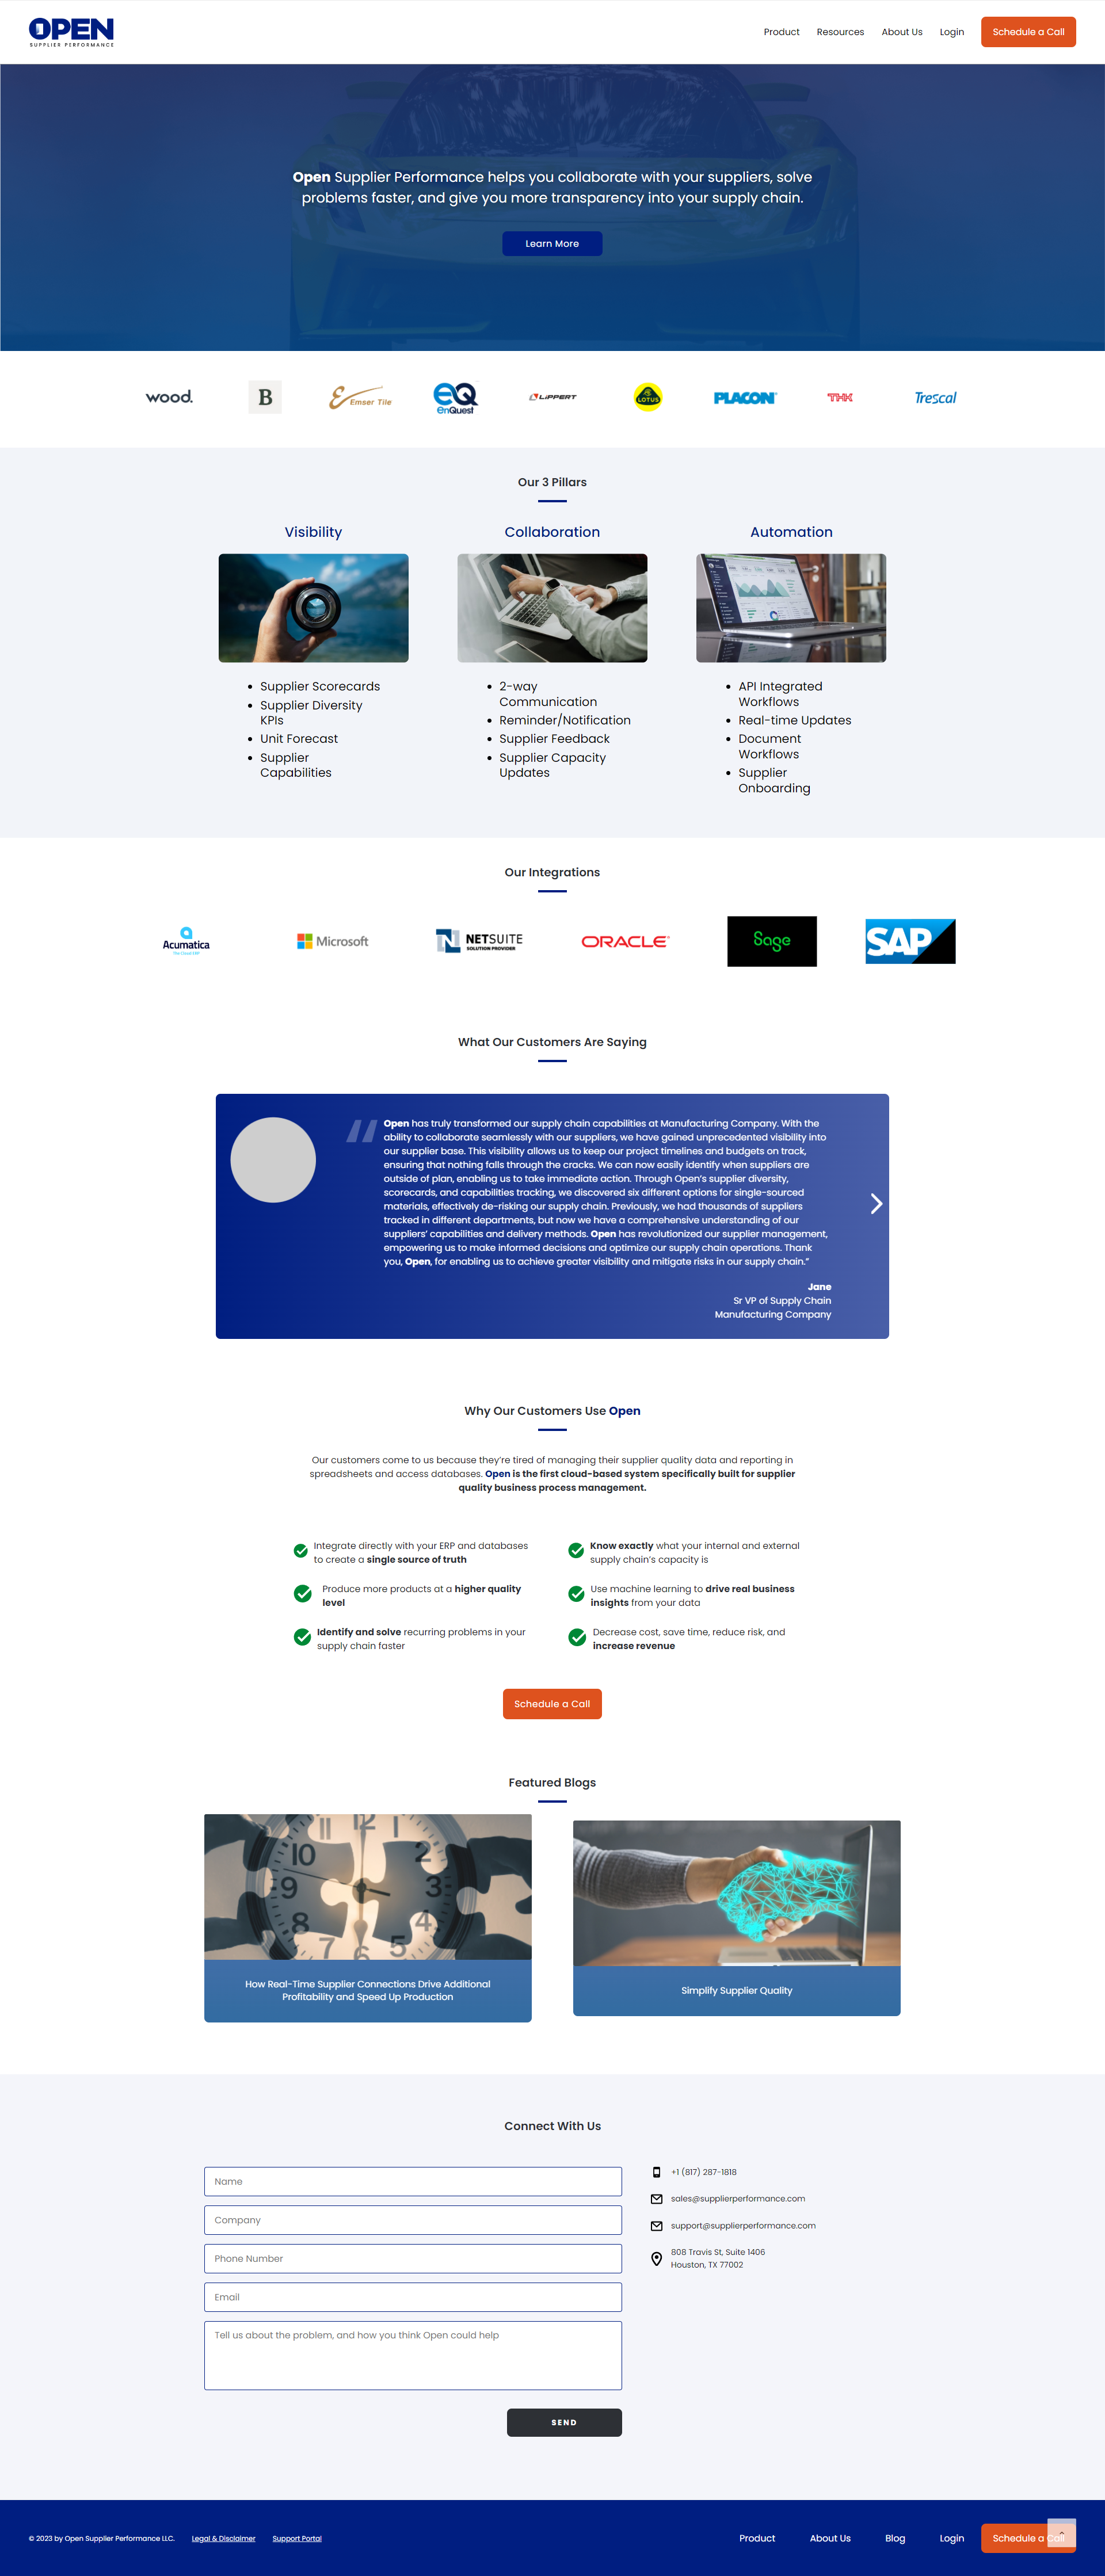 OPEN
SUPPLIER PERFORMANCE
Product
Resources
About Us
Login
Schedule a Call
Open Supplier Performance helps you collaborate with your suppliers, solve
problems faster, and give you more transparency into your supply chain.
Learn More
wood.
B
Emser Tile
eQ
enQuest
LIPPERT
LOTUS
PLACON
THK
Trescal
Our 3 Pillars
Visibility
Collaboration
Automation
• Supplier Scorecards
• Supplier Diversity
KPIs
• Unit Forecast
• Supplier
Capabilities
• 2-way
Communication
• Reminder/Notification
• Supplier Feedback
• Supplier Capacity
Updates
• API Integrated
Workflows
• Real-time Updates
• Document
Workflows
• Supplier
Onboarding
Our Integrations
Acumatica
The Cloud ERP
Microsoft
NETSUITE
SOLUTION PROVIDER
ORACLE
Sage
SAP
What Our Customers Are Saying
Open has truly transformed our supply chain capabilities at Manufacturing Company. With the
ability to collaborate seamlessly with our suppliers, we have gained unprecedented visibility into
our supplier base. This visibility allows us to keep our project timelines and budgets on track,
ensuring that nothing falls through the cracks. We can now easily identify when suppliers are
outside of plan, enabling us to take immediate action. Through Open's supplier diversity,
scorecards, and capabilities tracking, we discovered six different options for single-sourced
materials, effectively de-risking our supply chain. Previously, we had thousands of suppliers
tracked in different departments, but now we have a comprehensive understanding of our
suppliers' capabilities and delivery methods. Open has revolutionized our supplier management,
empowering us to make informed decisions and optimize our supply chain operations. Thank
you, Open, for enabling us to achieve greater visibility and mitigate risks in our supply chain."
Jane
Sr VP of Supply Chain
Manufacturing Company
Why Our Customers Use Open
Our customers come to us because they're tired of managing their supplier quality data and reporting in
spreadsheets and access databases. Open is the first cloud-based system specifically built for supplier
quality business process management.
Integrate directly with your ERP and databases
to create a single source of truth
Know exactly what your internal and external
supply chain's capacity is
Produce more products at a higher quality
level
Use machine learning to drive real business
insights from your data
Identify and solve recurring problems in your
supply chain faster
Decrease cost, save time, reduce risk, and
increase revenue
Schedule a Call
Featured Blogs
12
1
10
2
9
3
8
4
7
6
5
How Real-Time Supplier Connections Drive Additional
Profitability and Speed Up Production
Simplify Supplier Quality
Connect With Us
Name
Company
Phone Number
Email
Tell us about the problem, and how you think Open could help
SEND
+1 (817) 287-1818
sales@supplierperformance.com
support@supplierperformance.com
808 Travis St, Suite 1406
Houston, TX 77002
© 2023 by Open Supplier Performance LLC.
Legal & Disclaimer
Support Portal
Product
About Us
Blog
Login
Schedule a Call